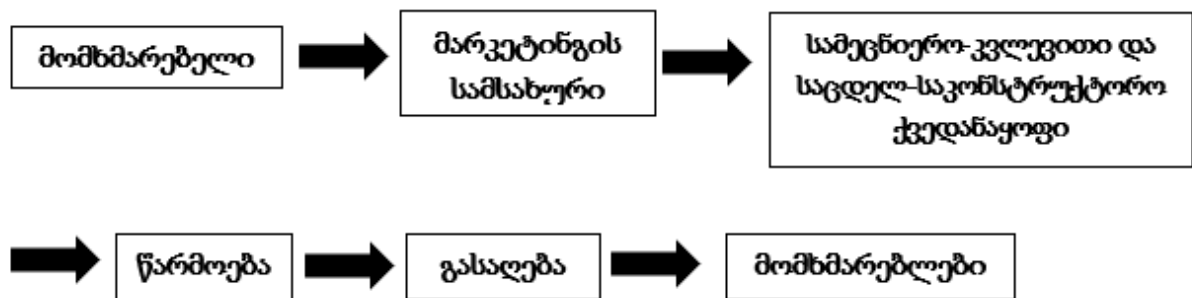 მომხმარებელი
მარკეტინგის
სამსახური
სამეცნიერო-კვლევითი და
საცდელ-საკონსტრუქტორო
ქვედანაყოფი
წარმოება
გასაღება
მომხმარებლები